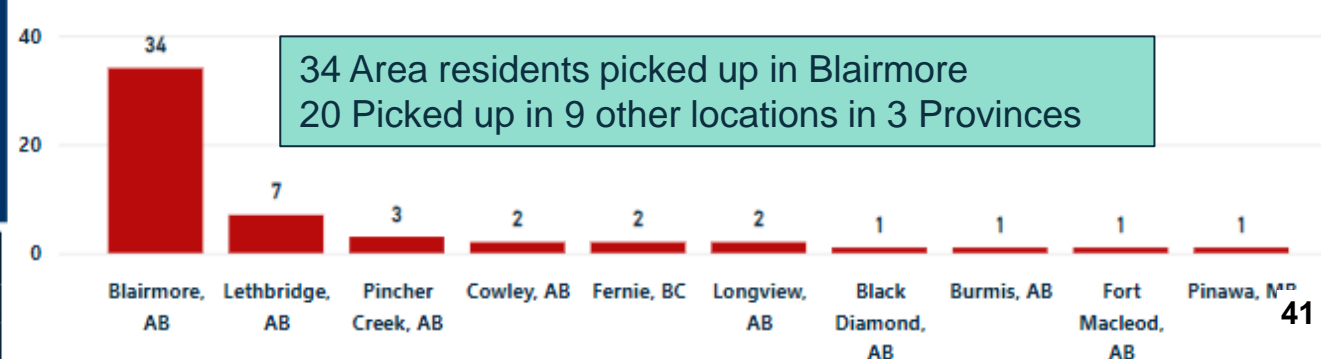 40
34
34 Area residents picked up in Blairmore
20 Picked up in 9 other locations in 3 Provinces
20
7
3
2
2
2
1
1
1
1
0
Blairmore, AB
Lethbridge, AB
Pincher Creek, AB
Cowley, AB
Fernie, BC
Longview, AB
Black Diamond, AB
Burmis, AB
Fort Macleod, AB
Pinawa, MB
41